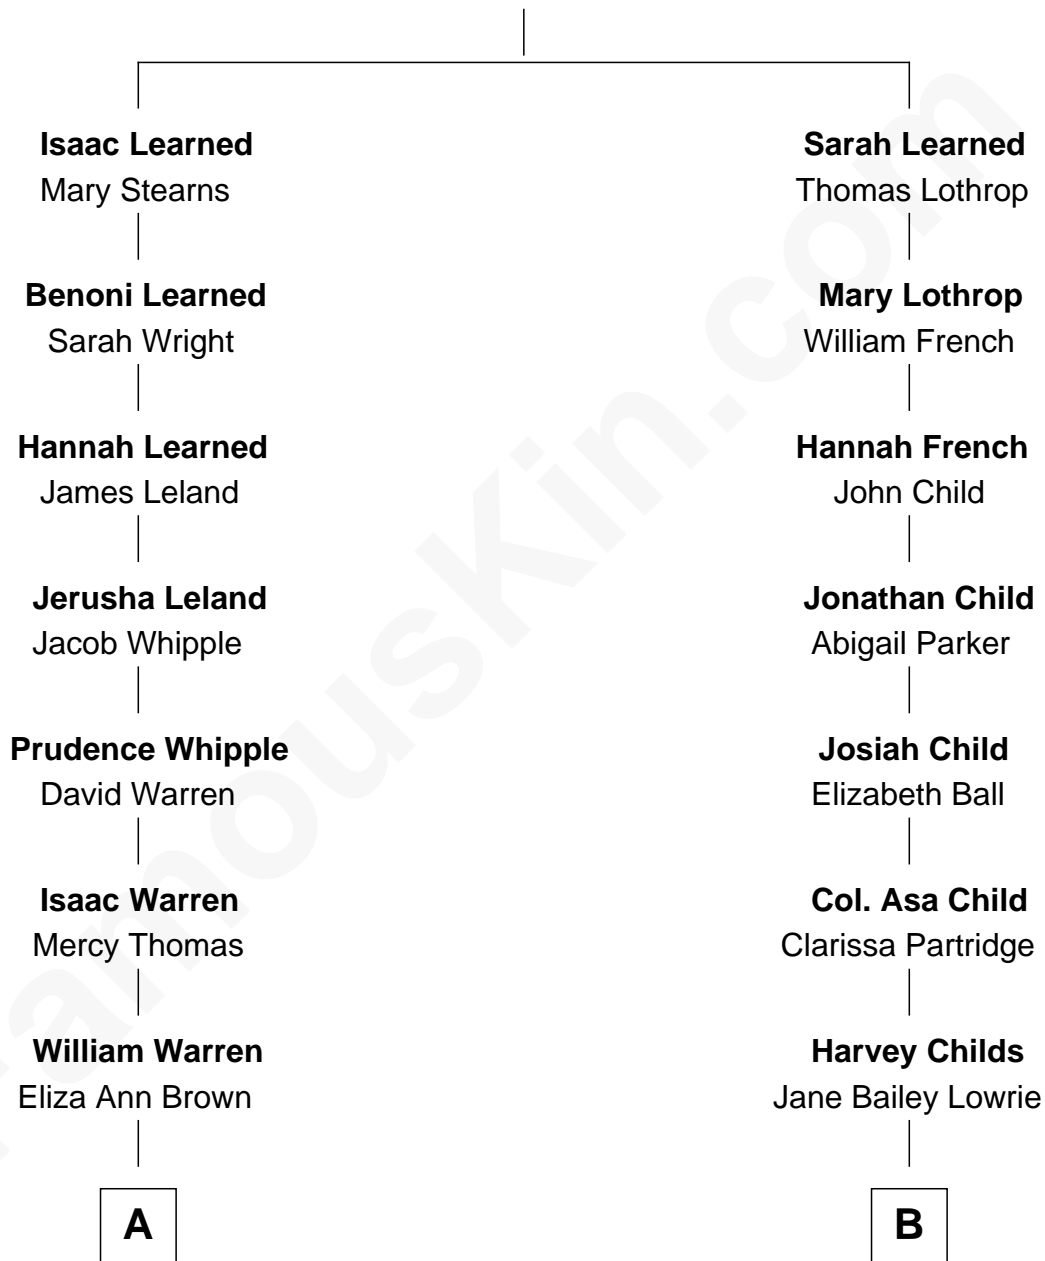 Isaac Learned
Mary Stearns
Sarah Learned
Thomas Lothrop
Benoni Learned
Sarah Wright
Mary Lothrop
William French
Hannah Learned
James Leland
Hannah French
John Child
Jerusha Leland
Jacob Whipple
Jonathan Child
Abigail Parker
Prudence Whipple
David Warren
Josiah Child
Elizabeth Ball
Isaac Warren
Mercy Thomas
Col. Asa Child
Clarissa Partridge
William Warren
Eliza Ann Brown
Harvey Childs
Jane Bailey Lowrie
A
B
FamousKin.com